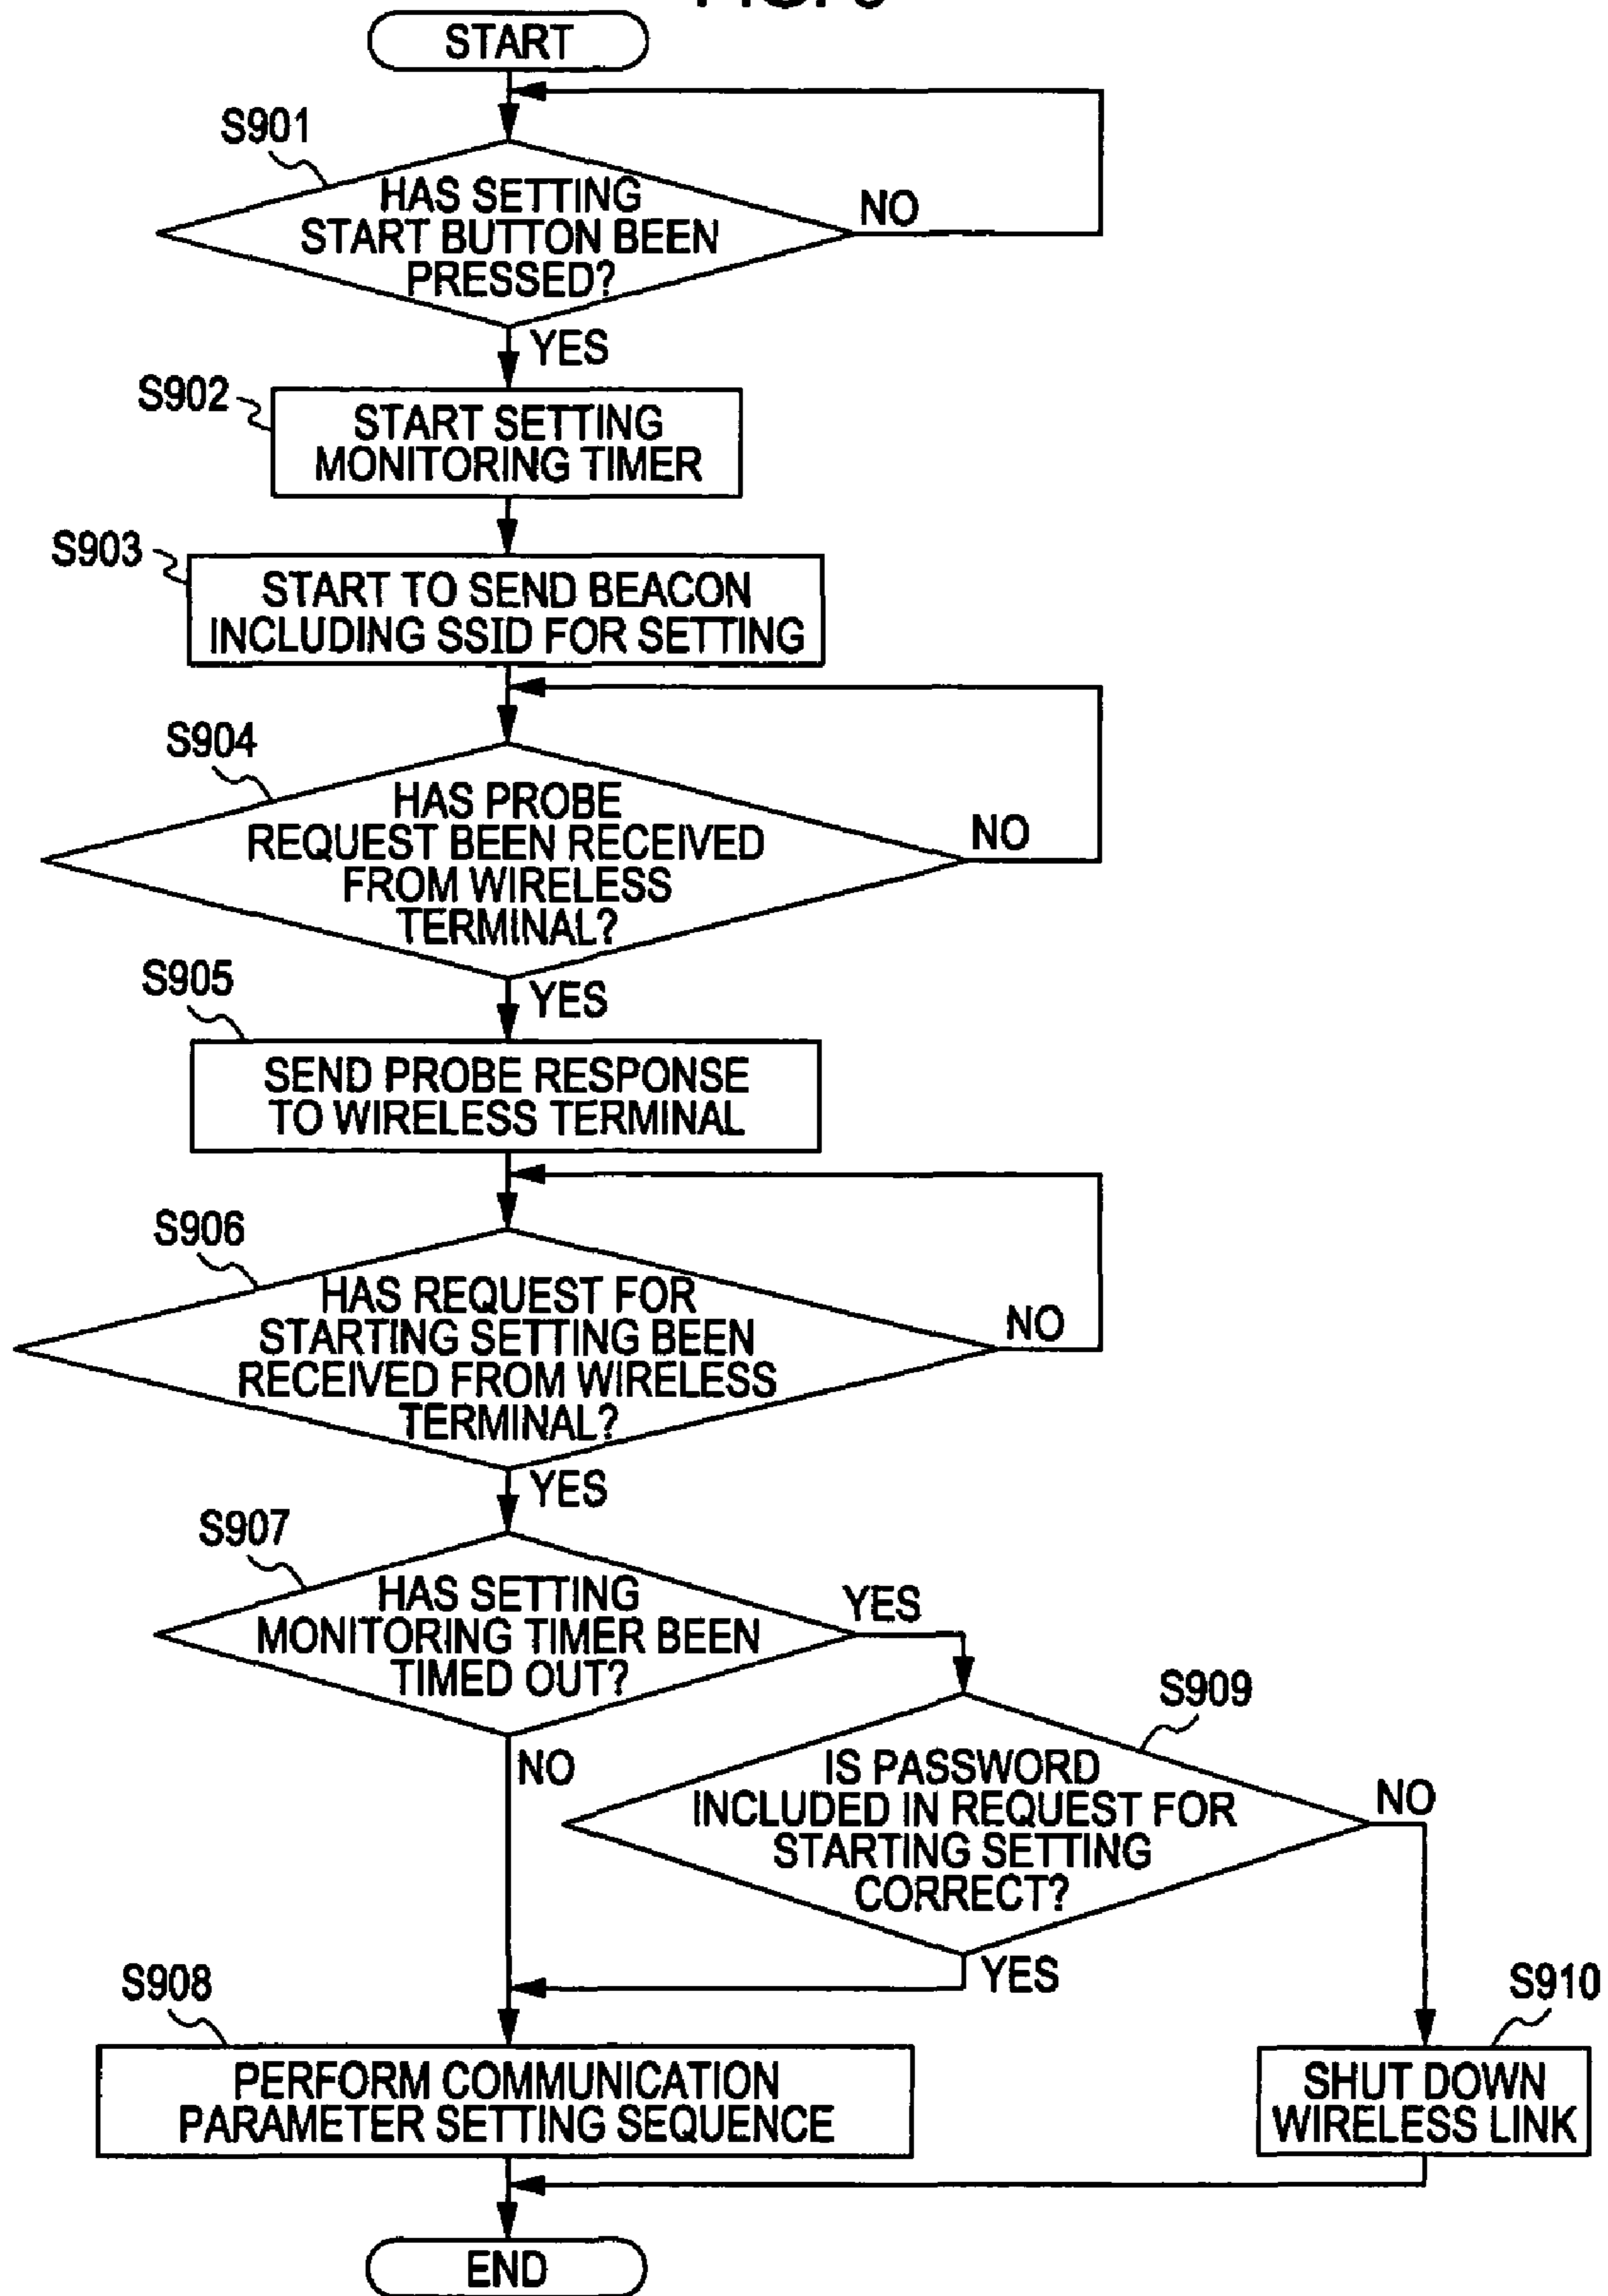 START
S901
HAS SETTING
START BUTTON BEEN
PRESSED?
NO
YES
S902
START SETTING
MONITORING TIMER
S903
START TO SEND BEACON
INCLUDING SSID FOR SETTING
S904
HAS PROBE
REQUEST BEEN RECEIVED
FROM WIRELESS
TERMINAL?
NO
YES
S905
SEND PROBE RESPONSE
TO WIRELESS TERMINAL
S906
HAS REQUEST FOR
STARTING SETTING BEEN
RECEIVED FROM WIRELESS
TERMINAL?
NO
YES
S907
HAS SETTING
MONITORING TIMER BEEN
TIMED OUT?
YES
NO
S909
IS PASSWORD
INCLUDED IN REQUEST FOR
STARTING SETTING
CORRECT?
NO
YES
S908
PERFORM COMMUNICATION
PARAMETER SETTING SEQUENCE
S910
SHUT DOWN
WIRELESS LINK
END